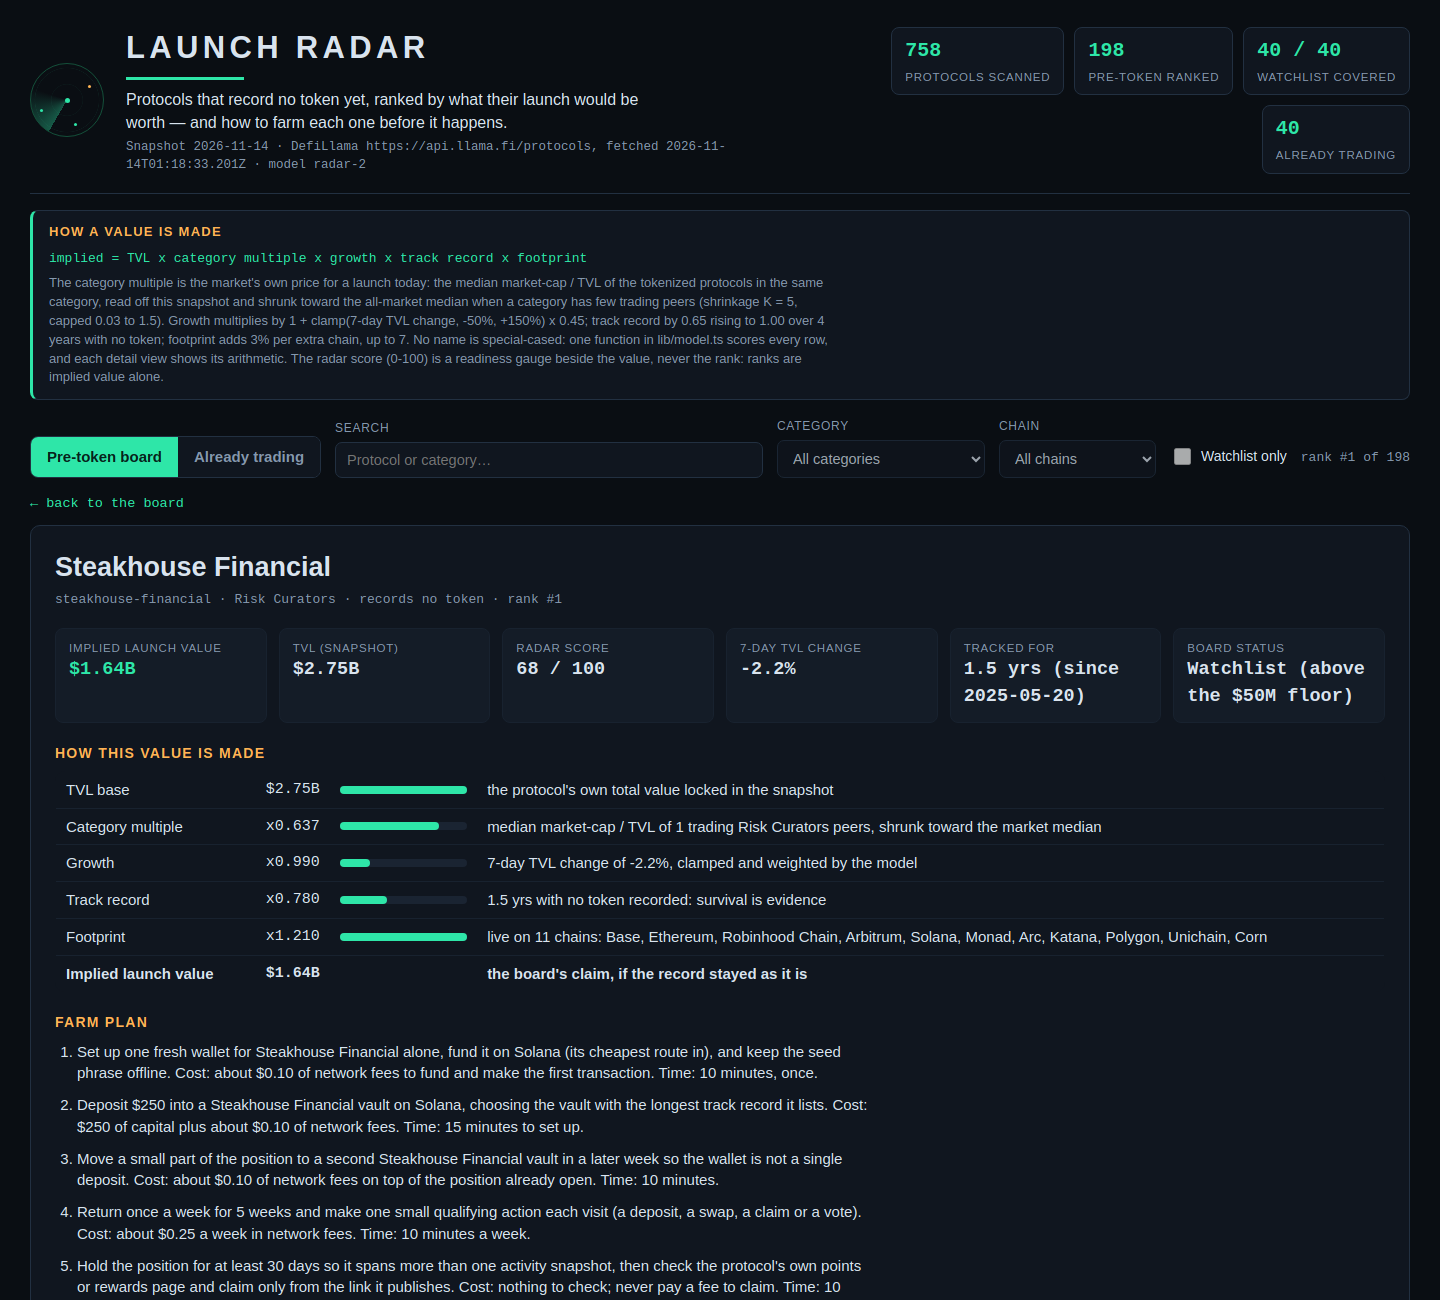 LAUNCH RADAR
Protocols that record no token yet, ranked by what their launch would be
worth — and how to farm each one before it happens.
Snapshot 2026-11-14 · DefiLlama https://api.llama.fi/protocols, fetched 2026-11-
14T01:18:33.201Z · model radar-2
758
PROTOCOLS SCANNED
198
PRE-TOKEN RANKED
40 / 40
WATCHLIST COVERED
40
ALREADY TRADING
HOW A VALUE IS MADE
implied = TVL x category multiple x growth x track record x footprint
The category multiple is the market's own price for a launch today: the median market-cap / TVL of the tokenized protocols in the same
category, read off this snapshot and shrunk toward the all-market median when a category has few trading peers (shrinkage K = 5,
capped 0.03 to 1.5). Growth multiplies by 1 + clamp(7-day TVL change, -50%, +150%) x 0.45; track record by 0.65 rising to 1.00 over 4
years with no token; footprint adds 3% per extra chain, up to 7. No name is special-cased: one function in lib/model.ts scores every row,
and each detail view shows its arithmetic. The radar score (0-100) is a readiness gauge beside the value, never the rank: ranks are
implied value alone.
Pre-token board
Already trading
SEARCH
Protocol or category…
CATEGORY
All categories
CHAIN
All chains
Watchlist only
rank #1 of 198
← back to the board
Steakhouse Financial
steakhouse-financial · Risk Curators · records no token · rank #1
IMPLIED LAUNCH VALUE
$1.64B
TVL (SNAPSHOT)
$2.75B
RADAR SCORE
68 / 100
7-DAY TVL CHANGE
-2.2%
TRACKED FOR
1.5 yrs (since
2025-05-20)
BOARD STATUS
Watchlist (above
the $50M floor)
HOW THIS VALUE IS MADE
TVL base $2.75B the protocol's own total value locked in the snapshot
Category multiple x0.637 median market-cap / TVL of 1 trading Risk Curators peers, shrunk toward the market median
Growth x0.990 7-day TVL change of -2.2%, clamped and weighted by the model
Track record x0.780 1.5 yrs with no token recorded: survival is evidence
Footprint x1.210 live on 11 chains: Base, Ethereum, Robinhood Chain, Arbitrum, Solana, Monad, Arc, Katana, Polygon, Unichain, Corn
Implied launch value $1.64B the board's claim, if the record stayed as it is
FARM PLAN
1. Set up one fresh wallet for Steakhouse Financial alone, fund it on Solana (its cheapest route in), and keep the seed
phrase offline. Cost: about $0.10 of network fees to fund and make the first transaction. Time: 10 minutes, once.
2. Deposit $250 into a Steakhouse Financial vault on Solana, choosing the vault with the longest track record it lists. Cost:
$250 of capital plus about $0.10 of network fees. Time: 15 minutes to set up.
3. Move a small part of the position to a second Steakhouse Financial vault in a later week so the wallet is not a single
deposit. Cost: about $0.10 of network fees on top of the position already open. Time: 10 minutes.
4. Return once a week for 5 weeks and make one small qualifying action each visit (a deposit, a swap, a claim or a vote).
Cost: about $0.25 a week in network fees. Time: 10 minutes a week.
5. Hold the position for at least 30 days so it spans more than one activity snapshot, then check the protocol's own points
or rewards page and claim only from the link it publishes. Cost: nothing to check; never pay a fee to claim. Time: 10